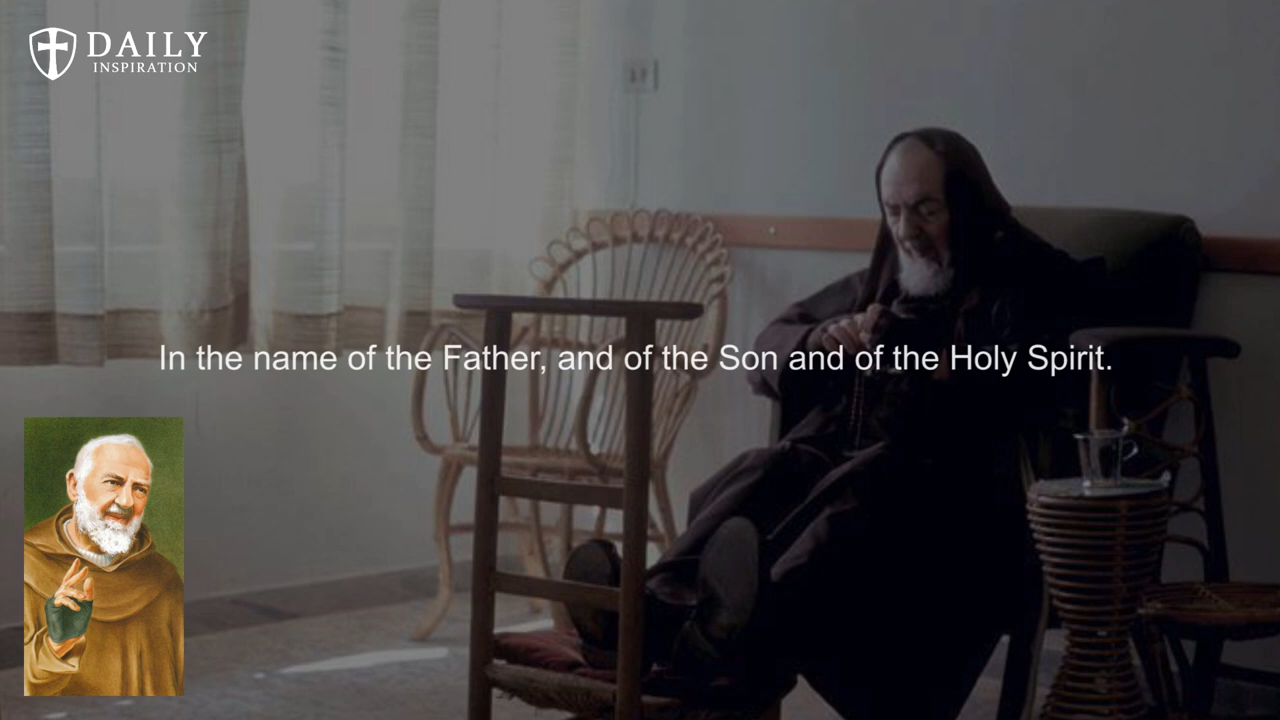 DAILY
INSPIRATION
In the name of the Father, and of the Son and of the Holy Spirit.